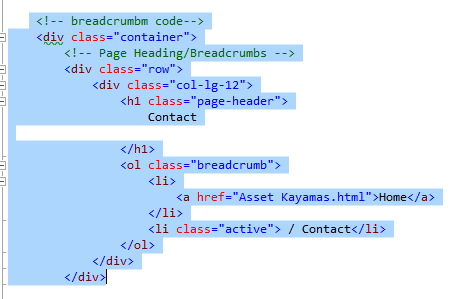 <!-- breadcrumbm code-->
<div class="container">
<!-- Page Heading/Breadcrumbs -->
<div class="row">
<div class="col-lg-12">
<h1 class="page-header">
Contact
</h1>
<ol class="breadcrumb">
<li>
<a href="Asset Kayamas.html">Home</a>
</li>
<li class="active"> / Contact</li>
</ol>
</div>
</div>